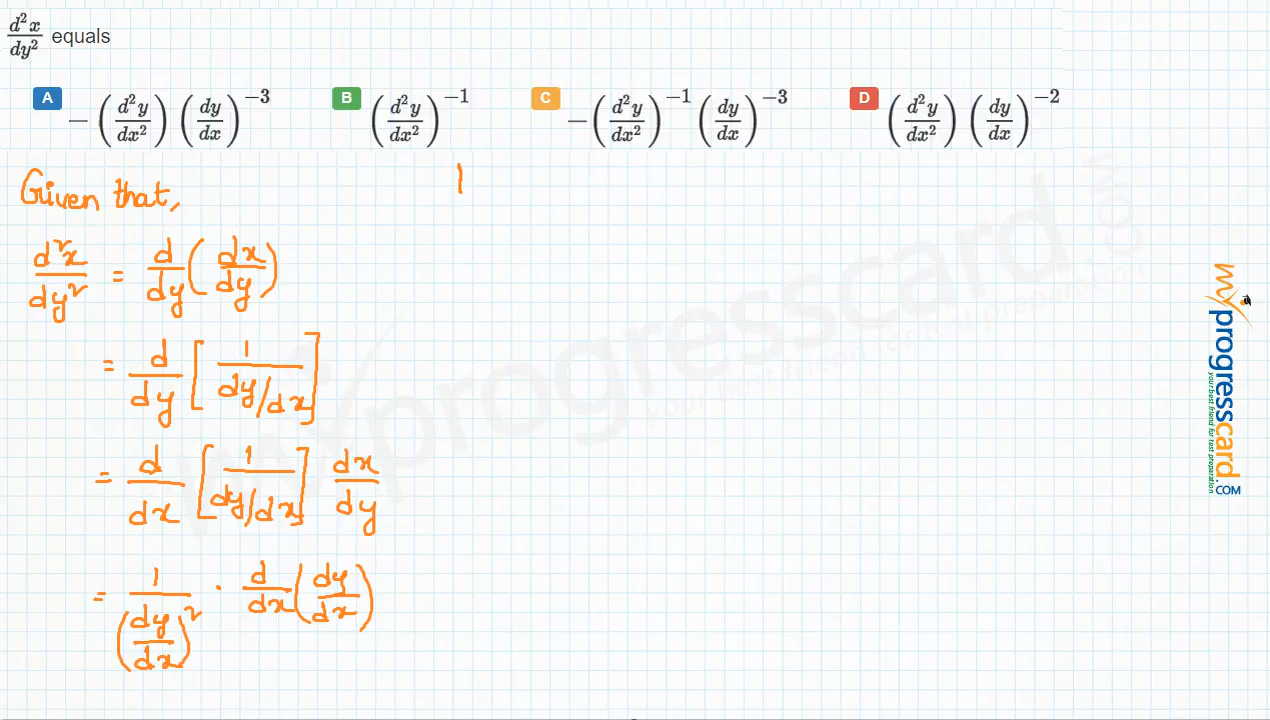 d²x/dy² equals
A −(d²y/dx²)(dy/dx)⁻³ B (d²y/dx²)⁻¹ C −(d²y/dx²)⁻¹(dy/dx)⁻³ D (d²y/dx²)(dy/dx)⁻²
Given that,
d²x/dy² = d/dy(dx/dy)
= d/dy[1/(dy/dx)]
= d/dx[1/(dy/dx)] dx/dy
= 1/(dy/dx)² · d/dx(dy/dx)
myprogresscard.COM
your best friend for test preparation